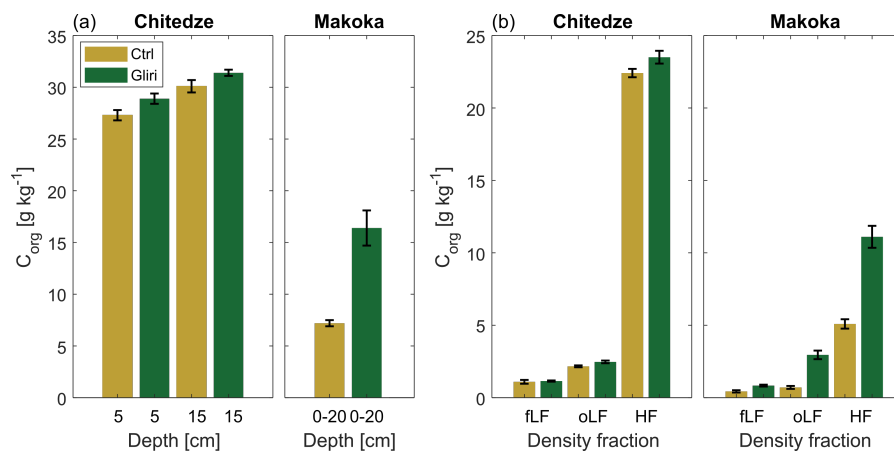 (a) Chitedze Makoka
C_org [g kg⁻¹]
35
30
25
20
15
10
5
0
Ctrl
Gliri
5 5 15 15
Depth [cm]
0-20 0-20
Depth [cm]
(b) Chitedze Makoka
C_org [g kg⁻¹]
25
20
15
10
5
0
fLF oLF HF
Density fraction
fLF oLF HF
Density fraction